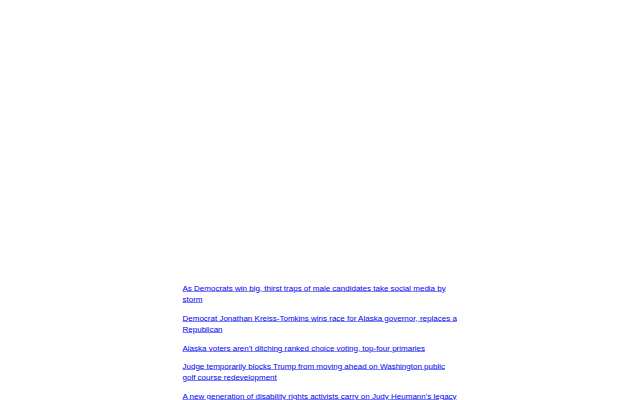 As Democrats win big, thirst traps of male candidates take social media by
storm
Democrat Jonathan Kreiss-Tomkins wins race for Alaska governor, replaces a
Republican
Alaska voters aren't ditching ranked choice voting, top-four primaries
Judge temporarily blocks Trump from moving ahead on Washington public
golf course redevelopment
A new generation of disability rights activists carry on Judy Heumann's legacy